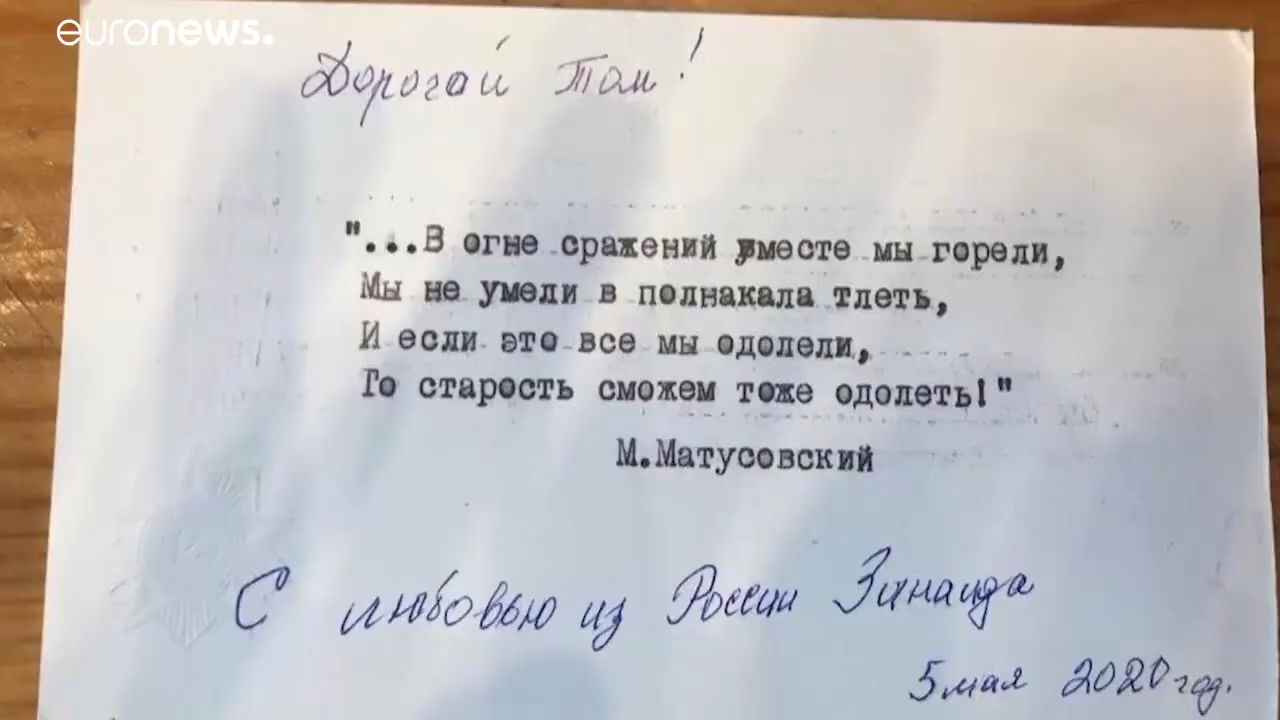 euronews.
Дорогой Том!
"...В огне сражений вместе мы горели,
Мы не умели в полнакала тлеть,
И если это все мы одолели,
То старость сможем тоже одолеть!"
М.Матусовский
С любовью из России Зинаида
5 мая 2020 год.